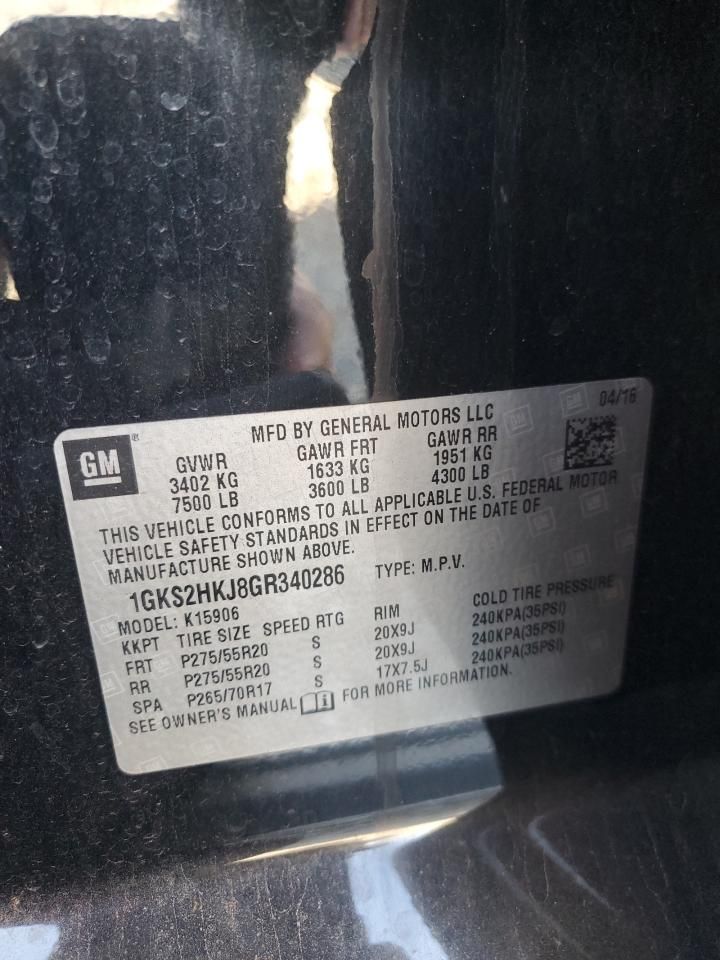 MFD BY GENERAL MOTORS LLC 04/16
GM ®
GVWR GAWR FRT GAWR RR
3402 KG 1633 KG 1951 KG
7500 LB 3600 LB 4300 LB
THIS VEHICLE CONFORMS TO ALL APPLICABLE U.S. FEDERAL MOTOR
VEHICLE SAFETY STANDARDS IN EFFECT ON THE DATE OF
MANUFACTURE SHOWN ABOVE.
1GKS2HKJ8GR340286 TYPE: M.P.V.
MODEL: K15906
KKPT TIRE SIZE SPEED RTG RIM COLD TIRE PRESSURE
FRT P275/55R20 S 20X9J 240KPA(35PSI)
RR P275/55R20 S 20X9J 240KPA(35PSI)
SPA P265/70R17 S 17X7.5J 240KPA(35PSI)
SEE OWNER'S MANUAL i FOR MORE INFORMATION.